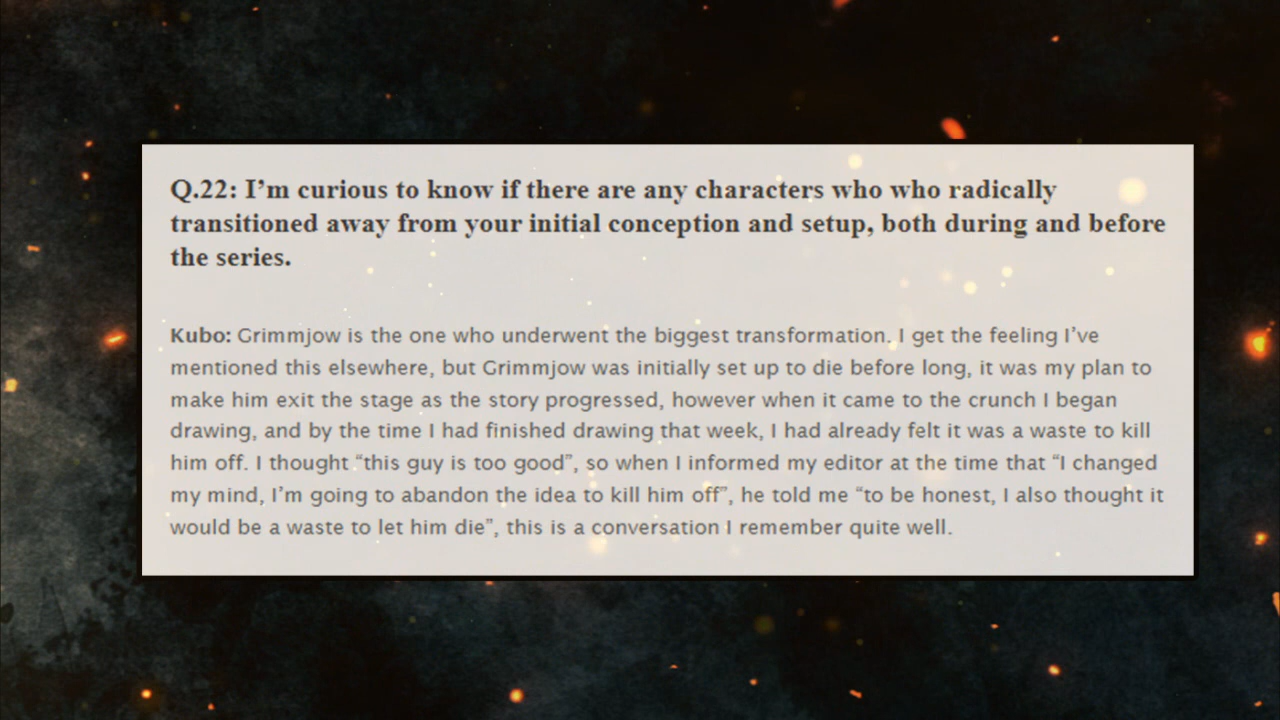 Q.22: I’m curious to know if there are any characters who who radically
transitioned away from your initial conception and setup, both during and before
the series.
Kubo: Grimmjow is the one who underwent the biggest transformation. I get the feeling I’ve
mentioned this elsewhere, but Grimmjow was initially set up to die before long, it was my plan to
make him exit the stage as the story progressed, however when it came to the crunch I began
drawing, and by the time I had finished drawing that week, I had already felt it was a waste to kill
him off. I thought “this guy is too good”, so when I informed my editor at the time that “I changed
my mind, I’m going to abandon the idea to kill him off”, he told me “to be honest, I also thought it
would be a waste to let him die”, this is a conversation I remember quite well.